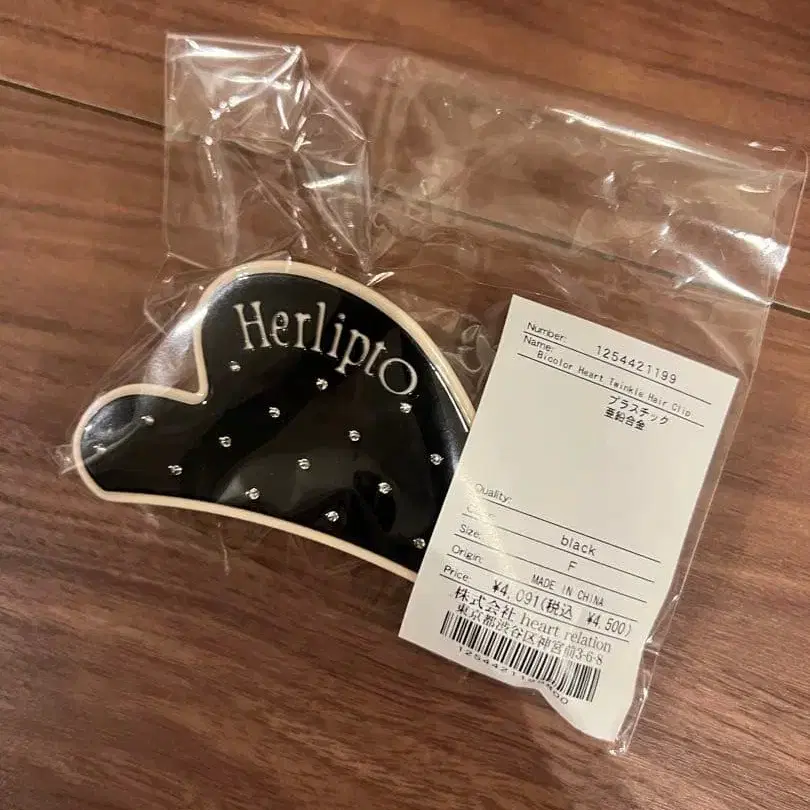 Herlipto
Number: 1254421199
Name:
Bicolor Heart Twinkle Hair Clip
プラスチック
亜鉛合金
Quality:
black
Size: F
Origin: MADE IN CHINA
Price: ¥4,091(税込 ¥4,500)
株式会社 heart relation
東京都渋谷区神宮前3-6-8